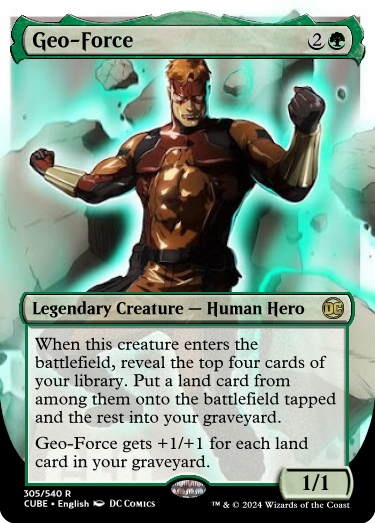 Geo-Force 2
Legendary Creature — Human Hero DC
When this creature enters the
battlefield, reveal the top four cards of
your library. Put a land card from
among them onto the battlefield tapped
and the rest into your graveyard.
Geo-Force gets +1/+1 for each land
card in your graveyard.
1/1
305/540 R
CUBE • English DC COMICS ™ & © 2024 Wizards of the Coast